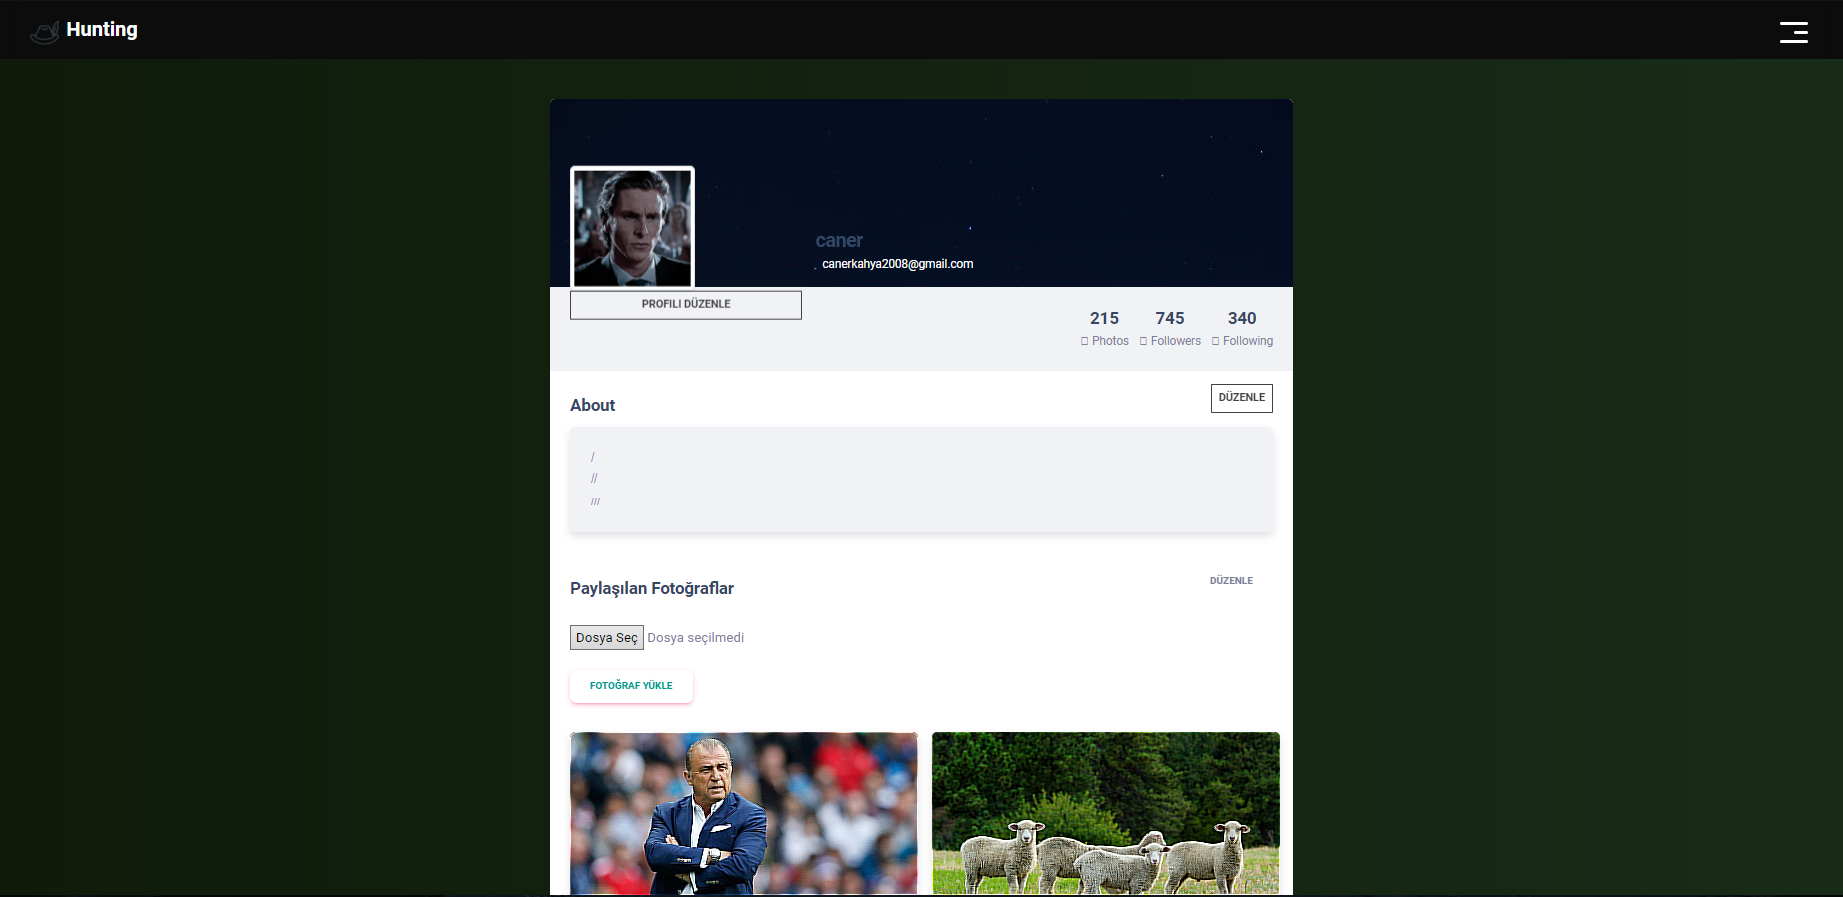 Hunting
caner
canerkahya2008@gmail.com
PROFILI DÜZENLE
215 745 340
Photos Followers Following
About
DÜZENLE
/
//
///
Paylaşılan Fotoğraflar
DÜZENLE
Dosya Seç Dosya seçilmedi
FOTOĞRAF YÜKLE